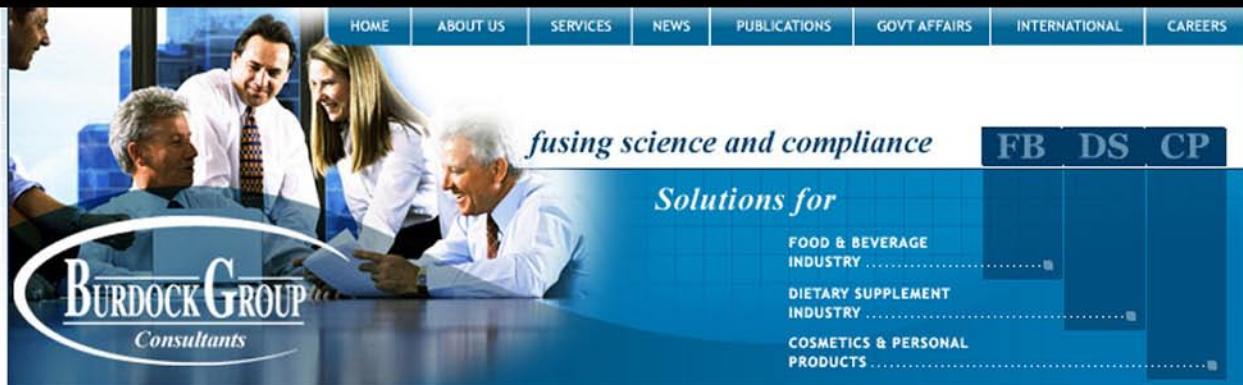 HOME ABOUT US SERVICES NEWS PUBLICATIONS GOVT AFFAIRS INTERNATIONAL CAREERS
fusing science and compliance
FB DS CP
Solutions for
FOOD & BEVERAGE
INDUSTRY
DIETARY SUPPLEMENT
INDUSTRY
COSMETICS & PERSONAL
PRODUCTS
BURDOCK GROUP
Consultants